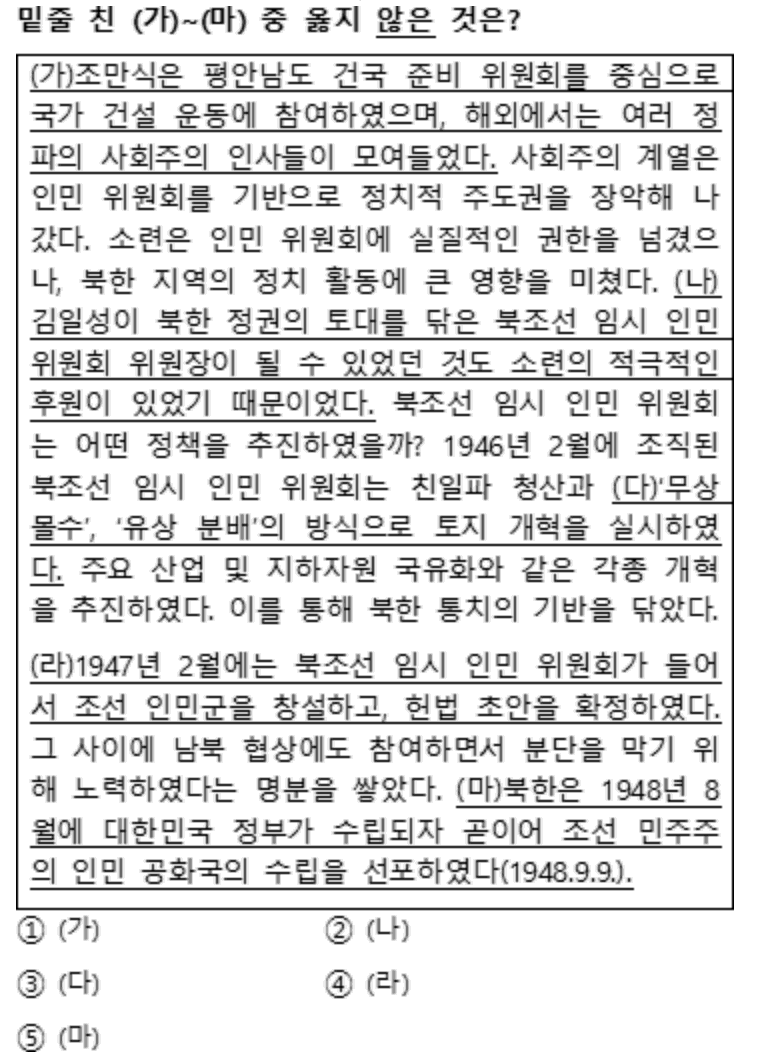 밑줄 친 (가)~(마) 중 옳지 않은 것은?
(가)조만식은 평안남도 건국 준비 위원회를 중심으로
국가 건설 운동에 참여하였으며, 해외에서는 여러 정
파의 사회주의 인사들이 모여들었다. 사회주의 계열은
인민 위원회를 기반으로 정치적 주도권을 장악해 나
갔다. 소련은 인민 위원회에 실질적인 권한을 넘겼으
나, 북한 지역의 정치 활동에 큰 영향을 미쳤다. (나)
김일성이 북한 정권의 토대를 닦은 북조선 임시 인민
위원회 위원장이 될 수 있었던 것도 소련의 적극적인
후원이 있었기 때문이었다. 북조선 임시 인민 위원회
는 어떤 정책을 추진하였을까? 1946년 2월에 조직된
북조선 임시 인민 위원회는 친일파 청산과 (다)‘무상
몰수’, ‘유상 분배’의 방식으로 토지 개혁을 실시하였
다. 주요 산업 및 지하자원 국유화와 같은 각종 개혁
을 추진하였다. 이를 통해 북한 통치의 기반을 닦았다.
(라)1947년 2월에는 북조선 임시 인민 위원회가 들어
서 조선 인민군을 창설하고, 헌법 초안을 확정하였다.
그 사이에 남북 협상에도 참여하면서 분단을 막기 위
해 노력하였다는 명분을 쌓았다. (마)북한은 1948년 8
월에 대한민국 정부가 수립되자 곧이어 조선 민주주
의 인민 공화국의 수립을 선포하였다(1948.9.9.).
① (가) ② (나)
③ (다) ④ (라)
⑤ (마)